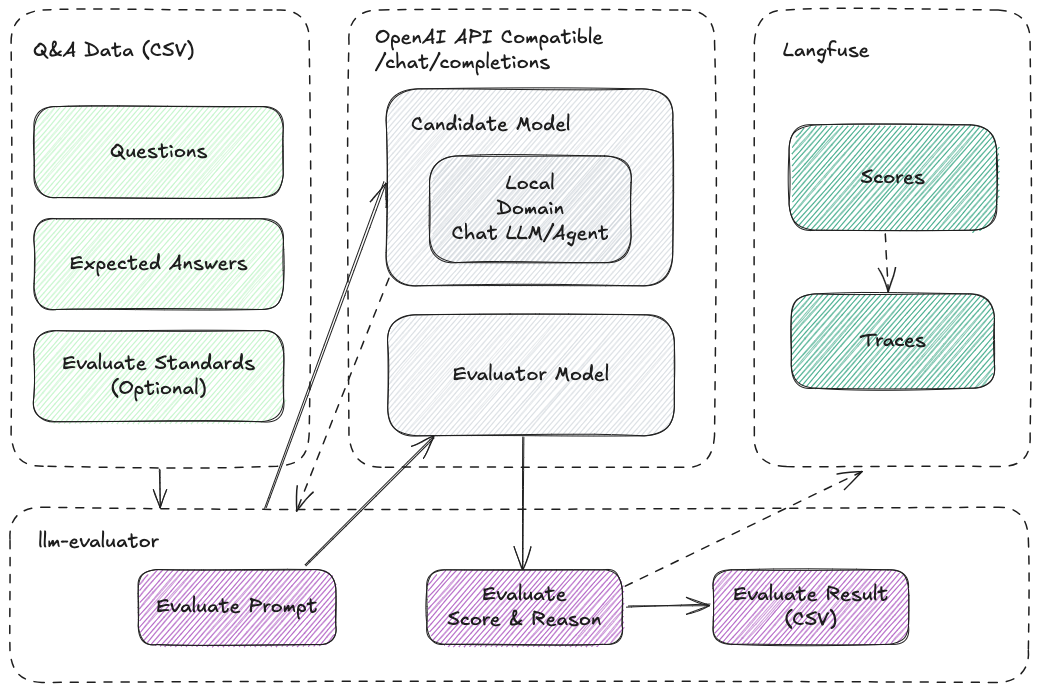 Q&A Data (CSV)
Questions
Expected Answers
Evaluate Standards
(Optional)
OpenAI API Compatible
/chat/completions
Candidate Model
Local
Domain
Chat LLM/Agent
Evaluator Model
Langfuse
Scores
Traces
llm-evaluator
Evaluate Prompt
Evaluate
Score & Reason
Evaluate Result
(CSV)